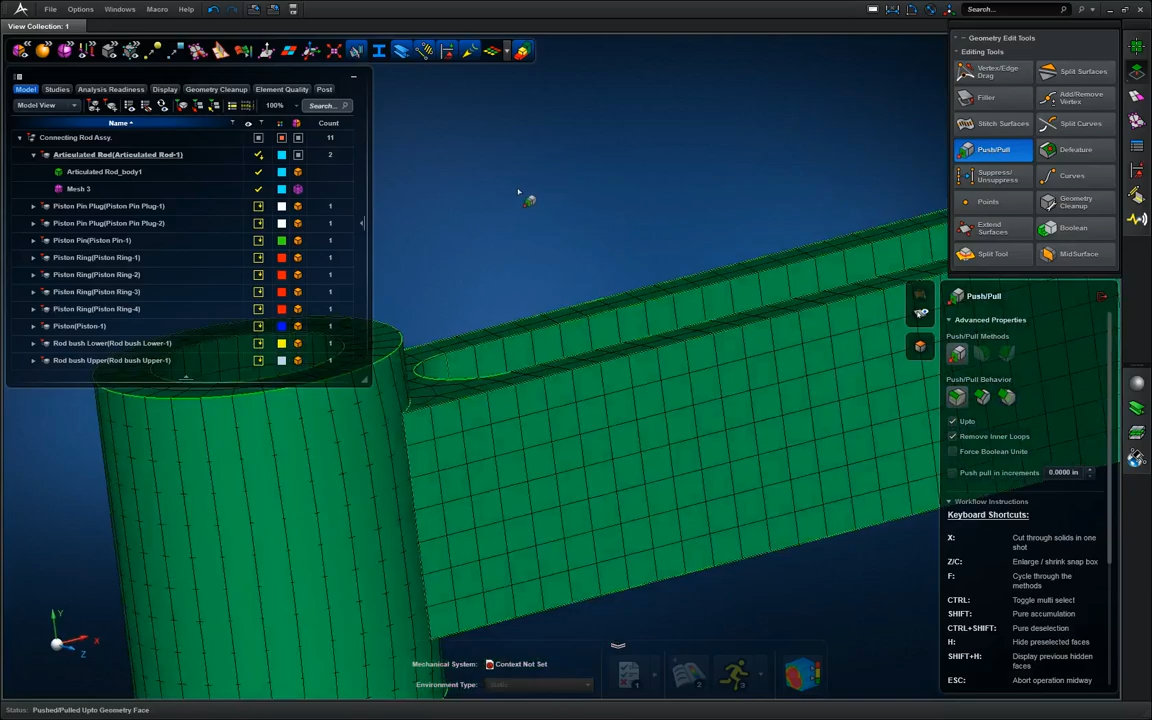 File Options Windows Macro Help Search...
View Collection: 1
Model Studies Analysis Readiness Display Geometry Cleanup Element Quality Post
Model View 100% Search...
Name Count
Connecting Rod Assy. 11
Articulated Rod(Articulated Rod-1) 2
Articulated Rod_body1
Mesh 3
Piston Pin Plug(Piston Pin Plug-1) 1
Piston Pin Plug(Piston Pin Plug-2) 1
Piston Pin(Piston Pin-1) 1
Piston Ring(Piston Ring-1) 1
Piston Ring(Piston Ring-2) 1
Piston Ring(Piston Ring-3) 1
Piston Ring(Piston Ring-4) 1
Piston(Piston-1) 1
Rod bush Lower(Rod bush Lower-1) 1
Rod bush Upper(Rod bush Upper-1) 1
Y
X
Z
Mechanical System: Context Not Set
Environment Type:
1 2 3
Geometry Edit Tools
Editing Tools
Vertex/Edge Drag
Split Surfaces
Filler
Add/Remove Vertex
Stitch Surfaces
Split Curves
Push/Pull
Defeature
Suppress/ Unsuppress
Curves
Points
Geometry Cleanup
Extend Surfaces
Boolean
Split Tool
MidSurface
Push/Pull
Advanced Properties
Push/Pull Methods
Push/Pull Behavior
Upto
Remove Inner Loops
Force Boolean Unite
Push pull in increments 0.0000 in
Workflow Instructions
Keyboard Shortcuts:
X: Cut through solids in one
shot
Z/C: Enlarge / shrink snap box
F: Cycle through the
methods
CTRL: Toggle multi select
SHIFT: Pure accumulation
CTRL+SHIFT: Pure deselection
H: Hide preselected faces
SHIFT+H: Display previous hidden
faces
ESC: Abort operation midway
Status: Pushed/Pulled Upto Geometry Face